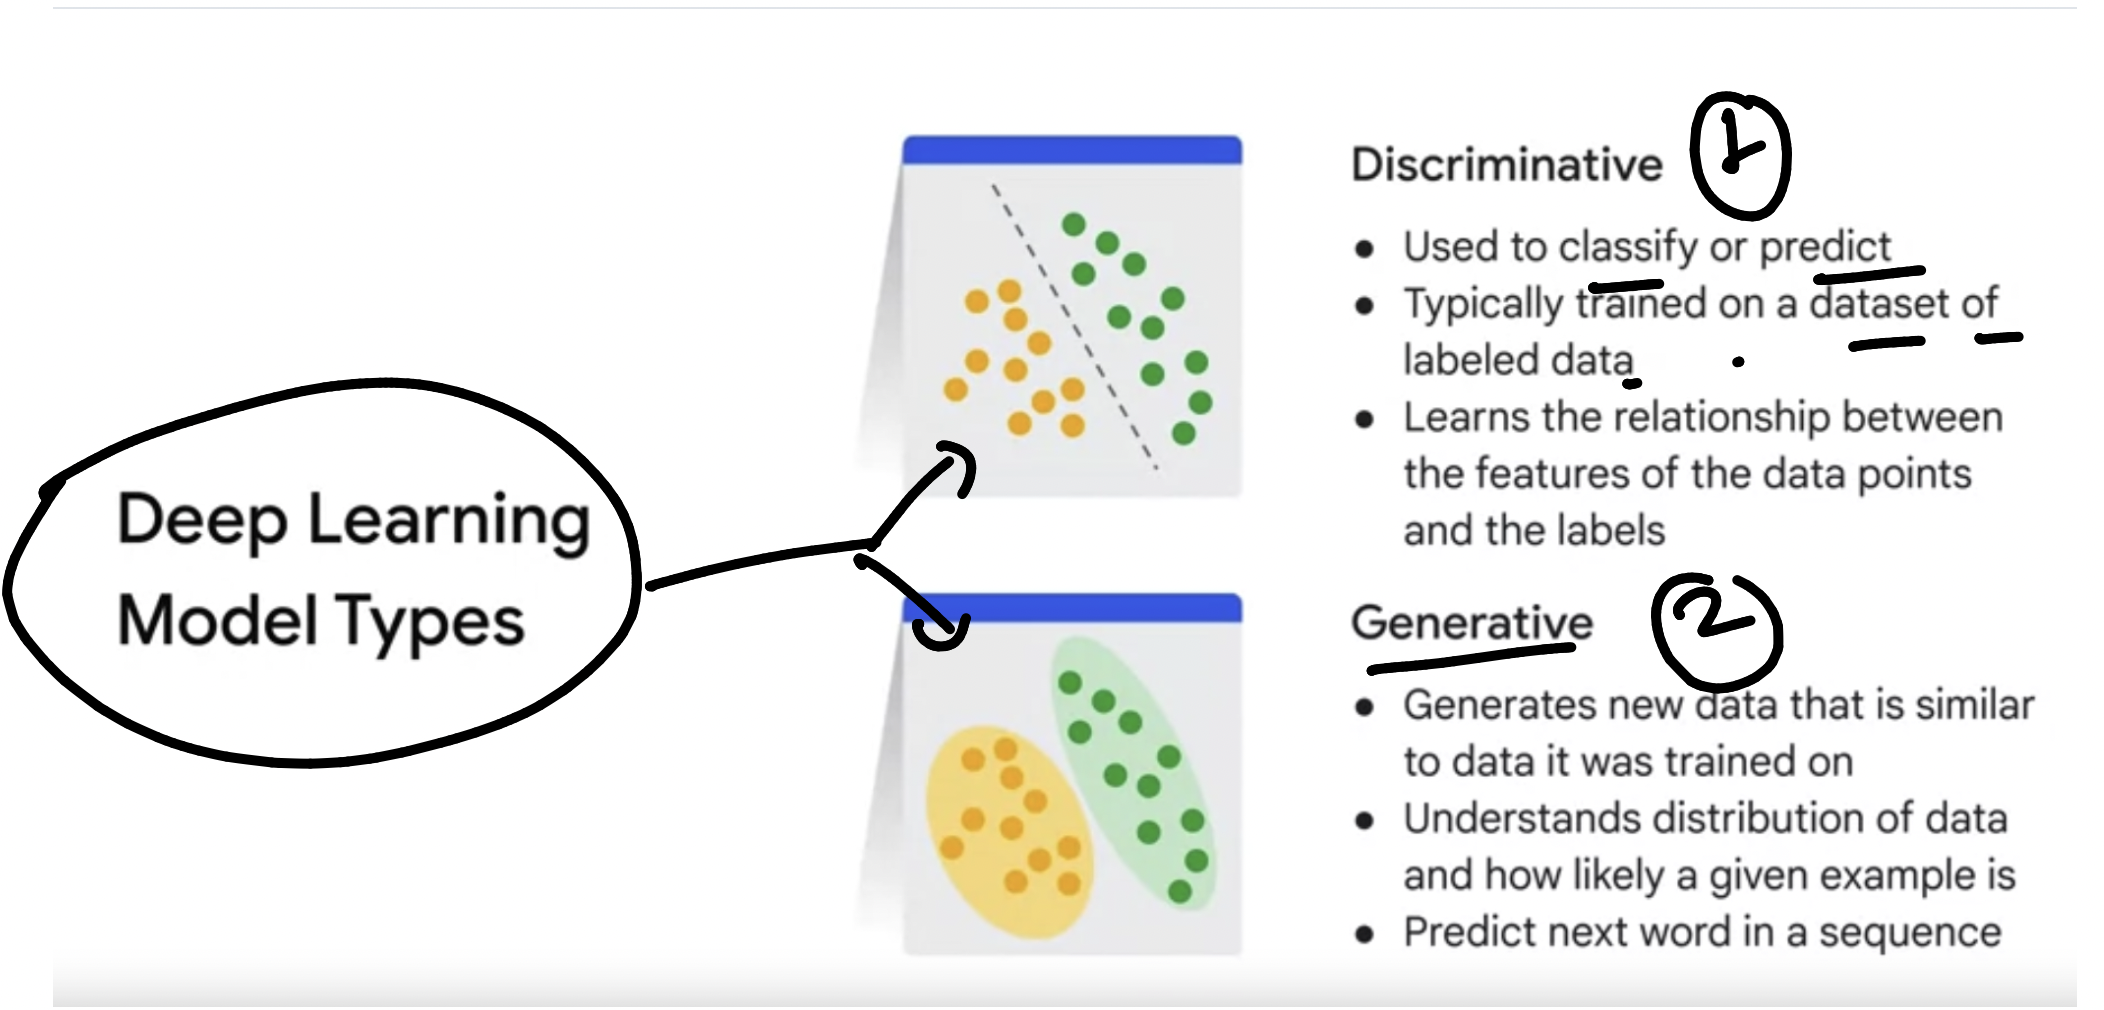 Deep Learning
Model Types
Discriminative 1
● Used to classify or predict
● Typically trained on a dataset of
labeled data
● Learns the relationship between
the features of the data points
and the labels
Generative 2
● Generates new data that is similar
to data it was trained on
● Understands distribution of data
and how likely a given example is
● Predict next word in a sequence